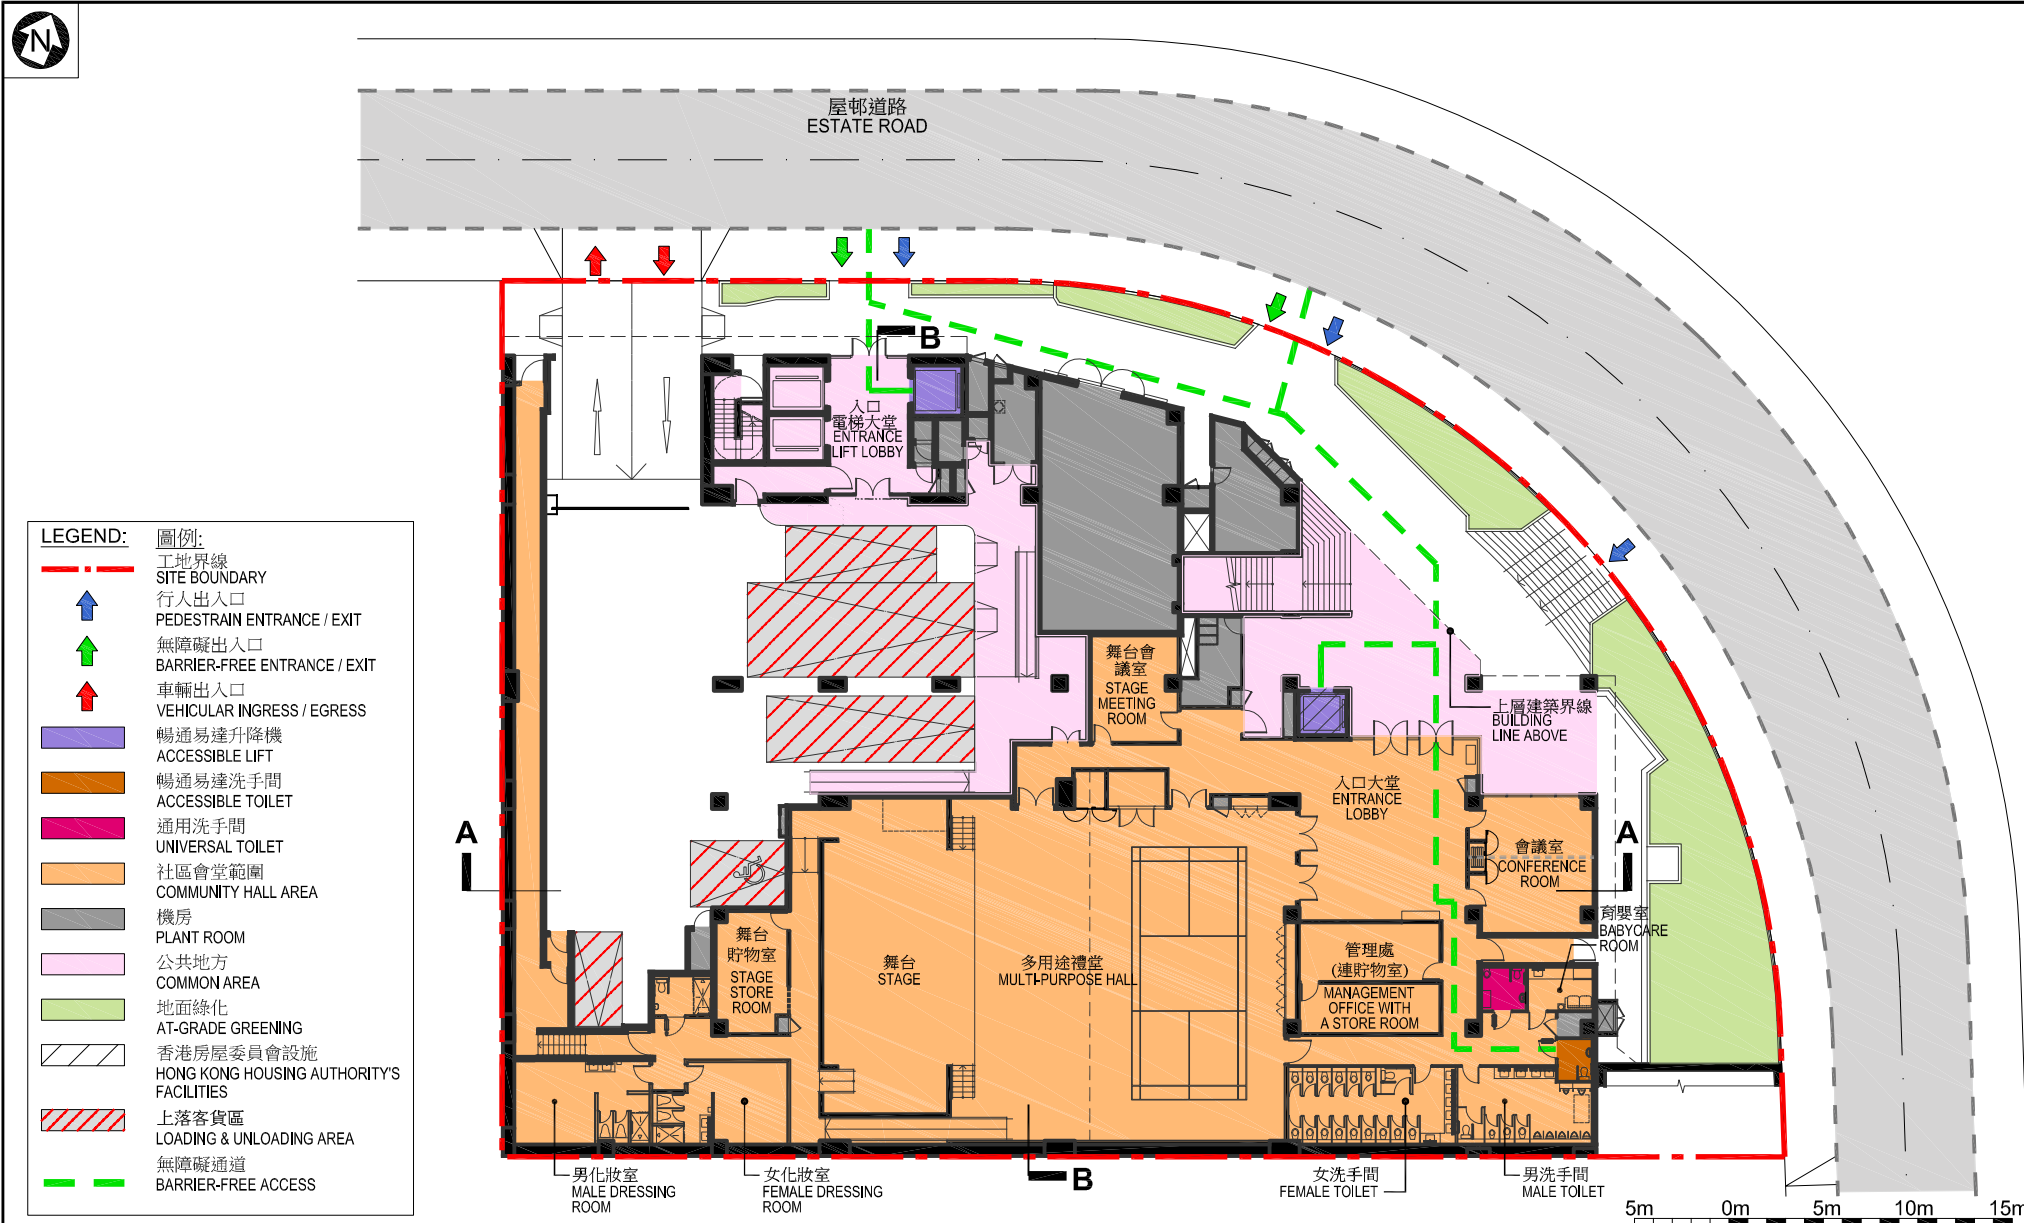 N
屋邨道路
ESTATE ROAD
B
入口
電梯大堂
ENTRANCE
LIFT LOBBY
LEGEND:
圖例:
工地界線
SITE BOUNDARY
行人出入口
PEDESTRAIN ENTRANCE / EXIT
無障礙出入口
BARRIER-FREE ENTRANCE / EXIT
車輛出入口
VEHICULAR INGRESS / EGRESS
暢通易達升降機
ACCESSIBLE LIFT
暢通易達洗手間
ACCESSIBLE TOILET
通用洗手間
UNIVERSAL TOILET
社區會堂範圍
COMMUNITY HALL AREA
機房
PLANT ROOM
公共地方
COMMON AREA
地面綠化
AT-GRADE GREENING
香港房屋委員會設施
HONG KONG HOUSING AUTHORITY'S
FACILITIES
上落客貨區
LOADING & UNLOADING AREA
無障礙通道
BARRIER-FREE ACCESS
舞台會
議室
STAGE
MEETING
ROOM
上層建築界線
BUILDING
LINE ABOVE
入口大堂
ENTRANCE
LOBBY
A
A
會議室
CONFERENCE
ROOM
育嬰室
BABYCARE
ROOM
舞台
貯物室
STAGE
STORE
ROOM
舞台
STAGE
多用途禮堂
MULTI-PURPOSE HALL
管理處
(連貯物室)
MANAGEMENT
OFFICE WITH
A STORE ROOM
男化妝室
MALE DRESSING
ROOM
女化妝室
FEMALE DRESSING
ROOM
B
女洗手間
FEMALE TOILET
男洗手間
MALE TOILET
5m 0m 5m 10m 15m